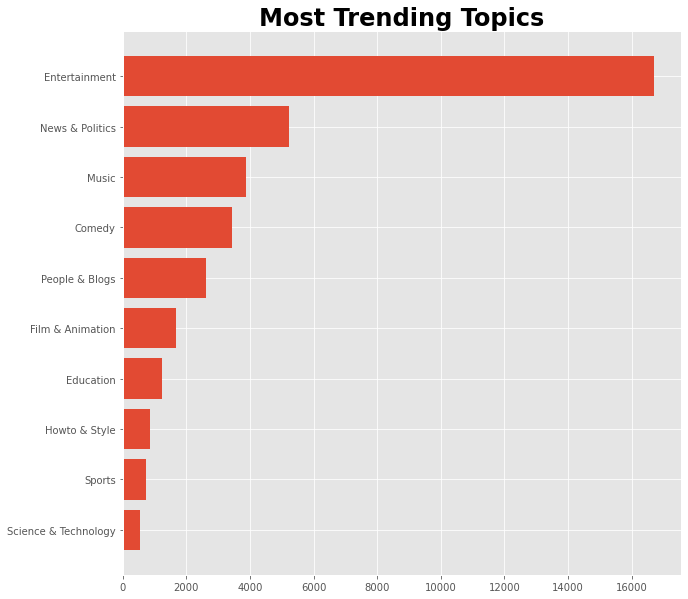 Most Trending Topics
Entertainment
News & Politics
Music
Comedy
People & Blogs
Film & Animation
Education
Howto & Style
Sports
Science & Technology
0 2000 4000 6000 8000 10000 12000 14000 16000